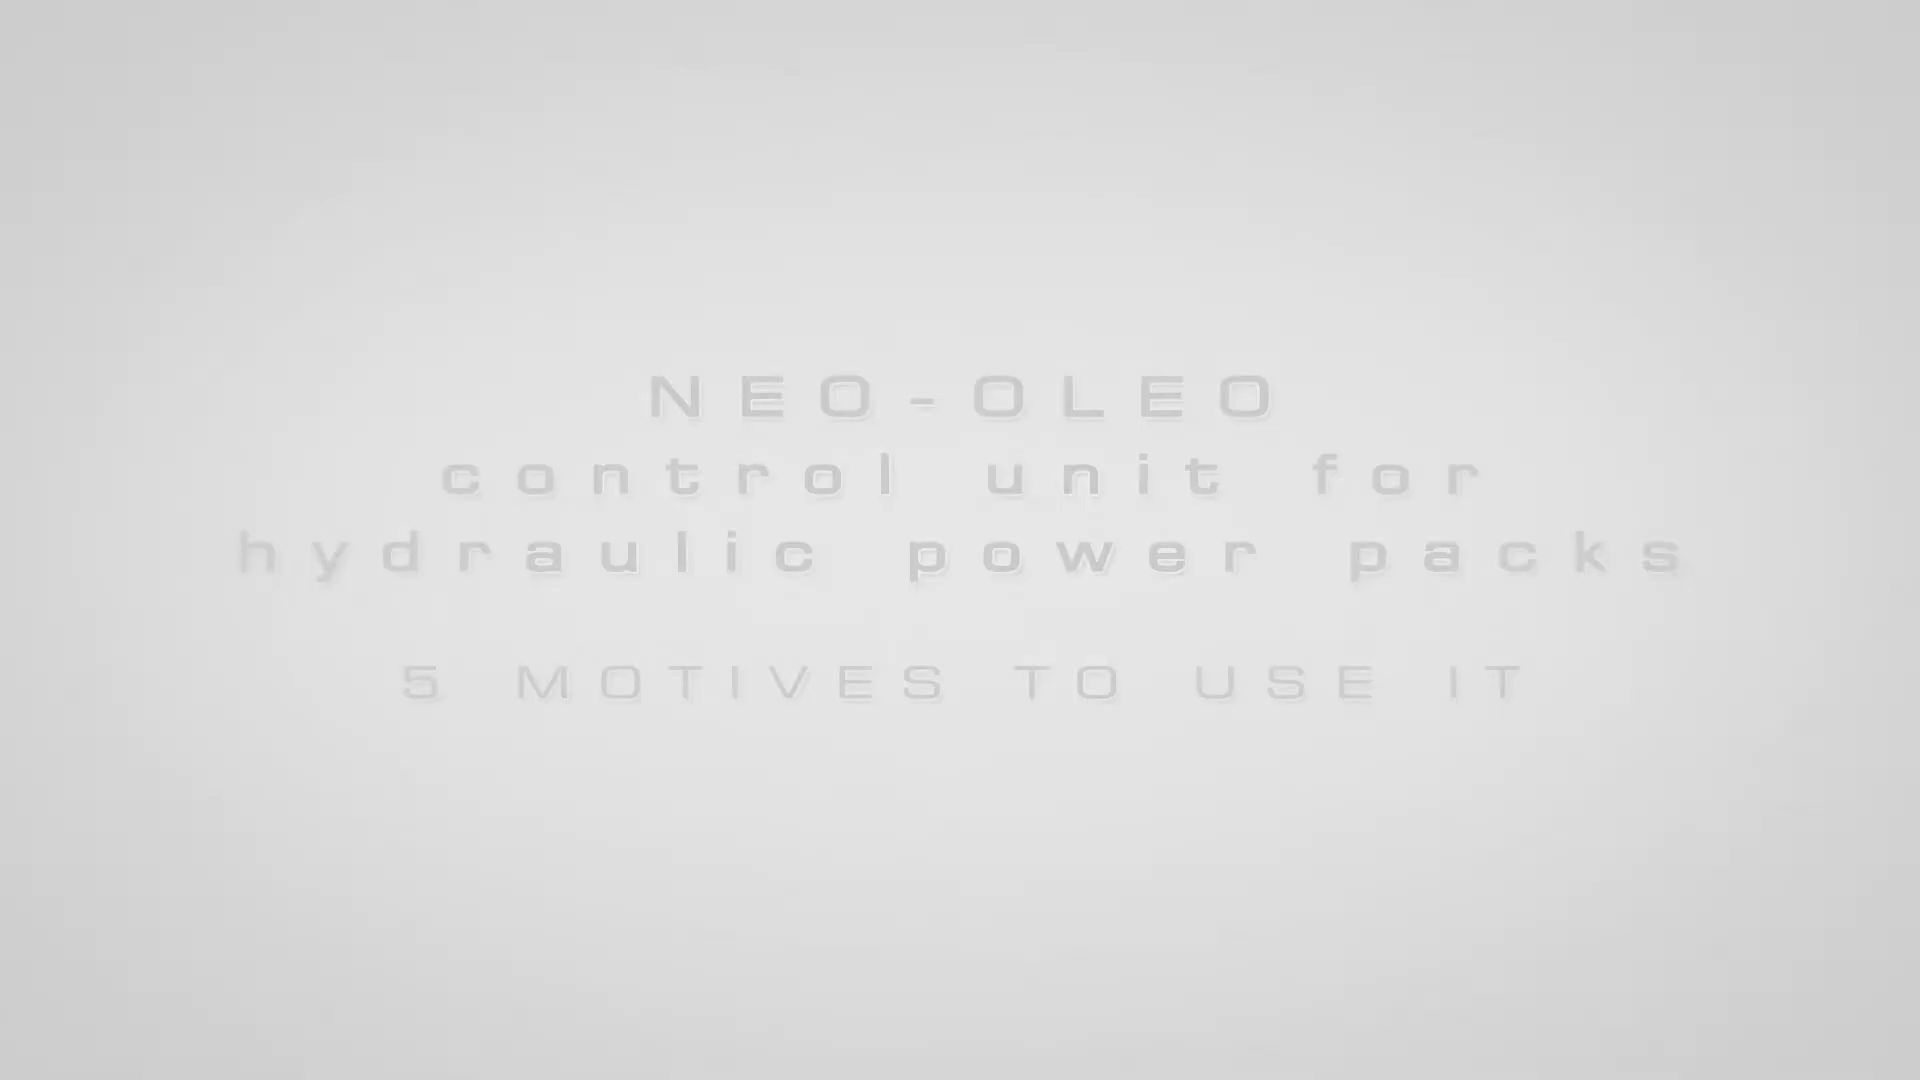 NEO-OLEO
control unit for
hydraulic power packs
5 MOTIVES TO USE IT